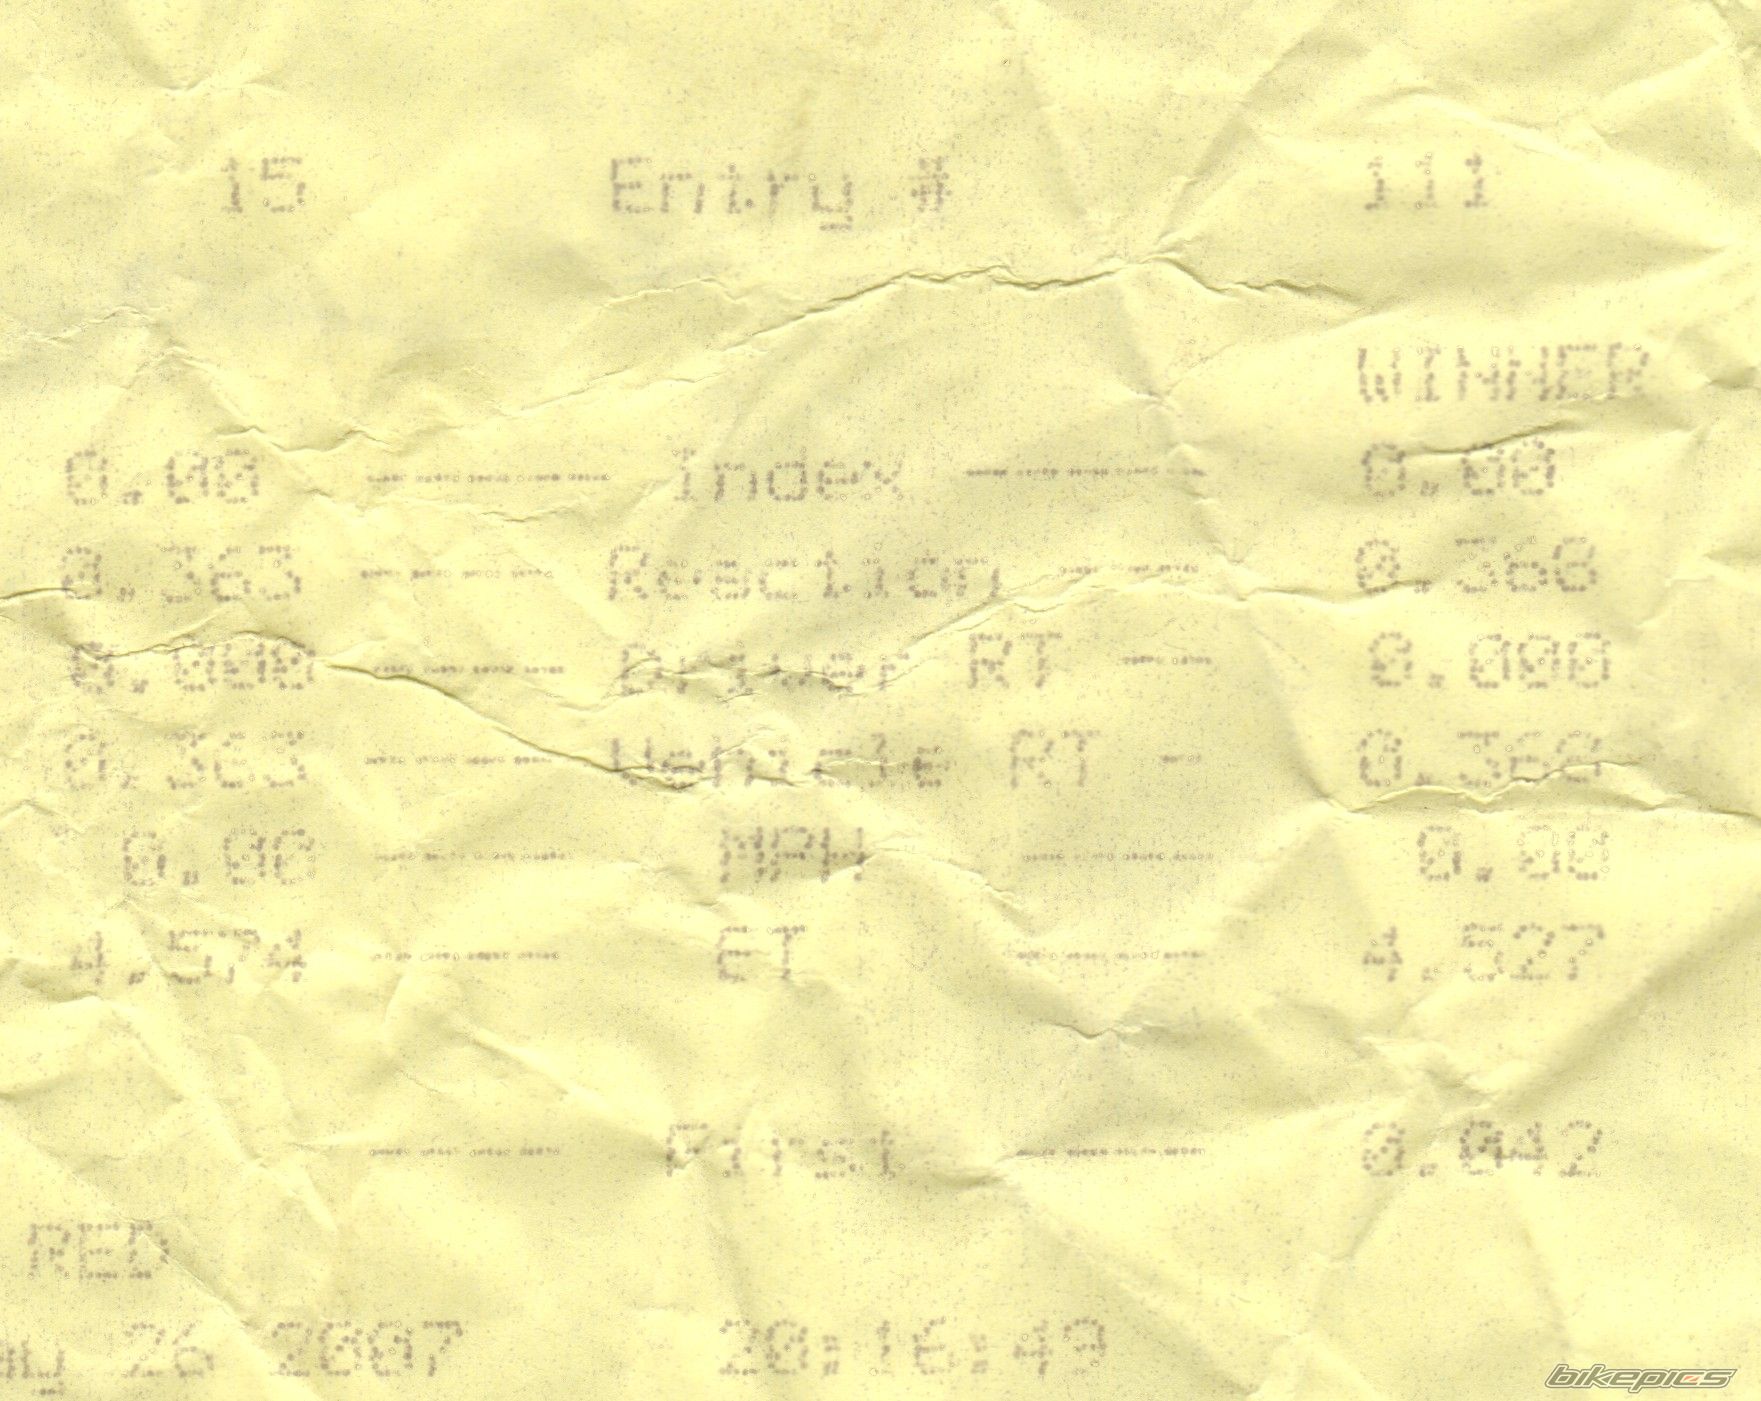 15 Entry # 111
WINNER
0.00 ----- Index ----- 0.00
0.363 ---- Reaction --- 0.368
0.000 ---- Driver RT -- 0.000
0.363 ---- Vehicle RT - 0.368
0.00 ---- MPH ---- 0.00
4.574 ---- ET ---- 4.527
---- First ---- 0.042
RED
26 2007 20:16:49
bikepics